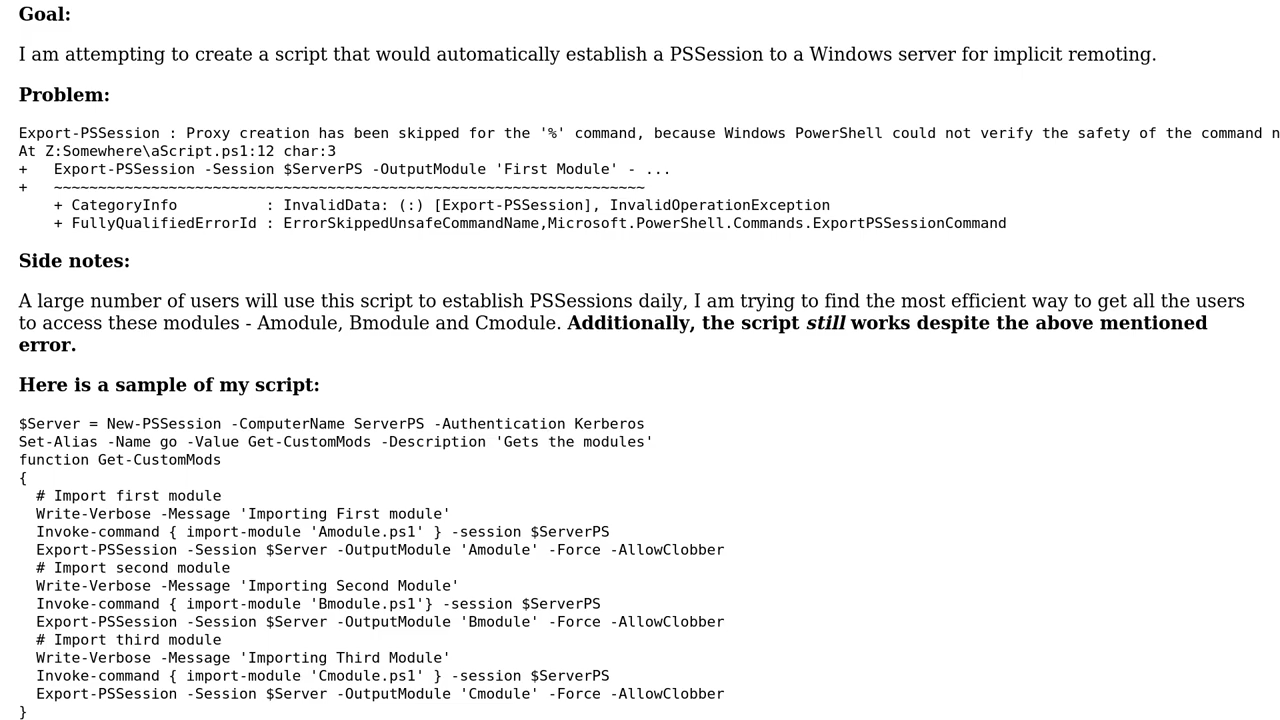 Goal:
I am attempting to create a script that would automatically establish a PSSession to a Windows server for implicit remoting.
Problem:
Export-PSSession : Proxy creation has been skipped for the '%' command, because Windows PowerShell could not verify the safety of the command n
At Z:Somewhere\aScript.ps1:12 char:3
+   Export-PSSession -Session $ServerPS -OutputModule 'First Module' - ...
+   ~~~~~~~~~~~~~~~~~~~~~~~~~~~~~~~~~~~~~~~~~~~~~~~~~~~~~~~~~~~~~~~~~~~
    + CategoryInfo          : InvalidData: (:) [Export-PSSession], InvalidOperationException
    + FullyQualifiedErrorId : ErrorSkippedUnsafeCommandName,Microsoft.PowerShell.Commands.ExportPSSessionCommand
Side notes:
A large number of users will use this script to establish PSSessions daily, I am trying to find the most efficient way to get all the users
to access these modules - Amodule, Bmodule and Cmodule. Additionally, the script still works despite the above mentioned
error.
Here is a sample of my script:
$Server = New-PSSession -ComputerName ServerPS -Authentication Kerberos
Set-Alias -Name go -Value Get-CustomMods -Description 'Gets the modules'
function Get-CustomMods
{
  # Import first module
  Write-Verbose -Message 'Importing First module'
  Invoke-command { import-module 'Amodule.ps1' } -session $ServerPS
  Export-PSSession -Session $Server -OutputModule 'Amodule' -Force -AllowClobber
  # Import second module
  Write-Verbose -Message 'Importing Second Module'
  Invoke-command { import-module 'Bmodule.ps1'} -session $ServerPS
  Export-PSSession -Session $Server -OutputModule 'Bmodule' -Force -AllowClobber
  # Import third module
  Write-Verbose -Message 'Importing Third Module'
  Invoke-command { import-module 'Cmodule.ps1' } -session $ServerPS
  Export-PSSession -Session $Server -OutputModule 'Cmodule' -Force -AllowClobber
}